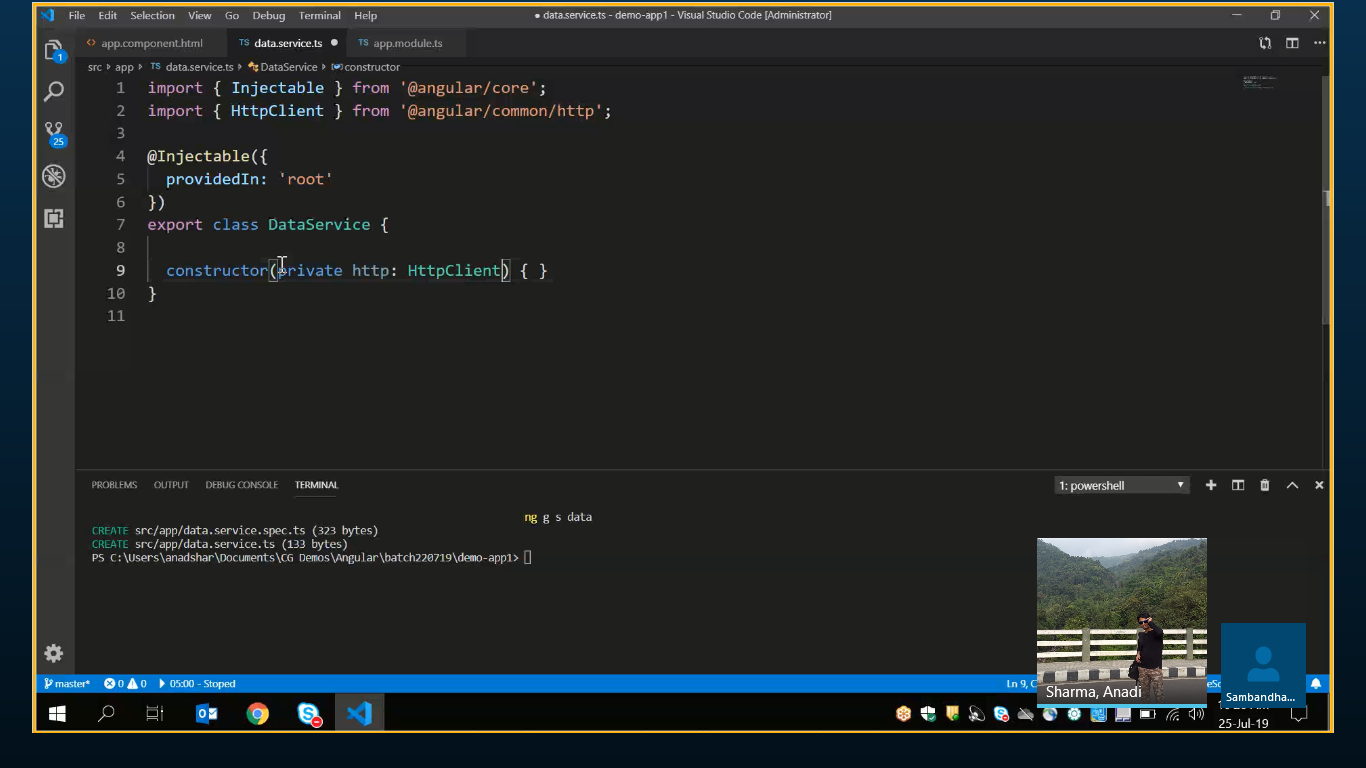 File Edit Selection View Go Debug Terminal Help ● data.service.ts - demo-app1 - Visual Studio Code [Administrator]
app.component.html TS data.service.ts TS app.module.ts
src › app › TS data.service.ts › DataService › constructor
1 import { Injectable } from '@angular/core';
2 import { HttpClient } from '@angular/common/http';
3
4 @Injectable({
5 providedIn: 'root'
6 })
7 export class DataService {
8
9 constructor(private http: HttpClient) { }
10 }
11
1
25
PROBLEMS OUTPUT DEBUG CONSOLE TERMINAL 1: powershell
ng g s data
CREATE src/app/data.service.spec.ts (323 bytes)
CREATE src/app/data.service.ts (133 bytes)
PS C:\Users\anadshar\Documents\CG Demos\Angular\batch220719\demo-app1>
Sharma, Anadi
Sambandha...
master* 0 0 05:00 - Stoped Ln 9,
25-Jul-19